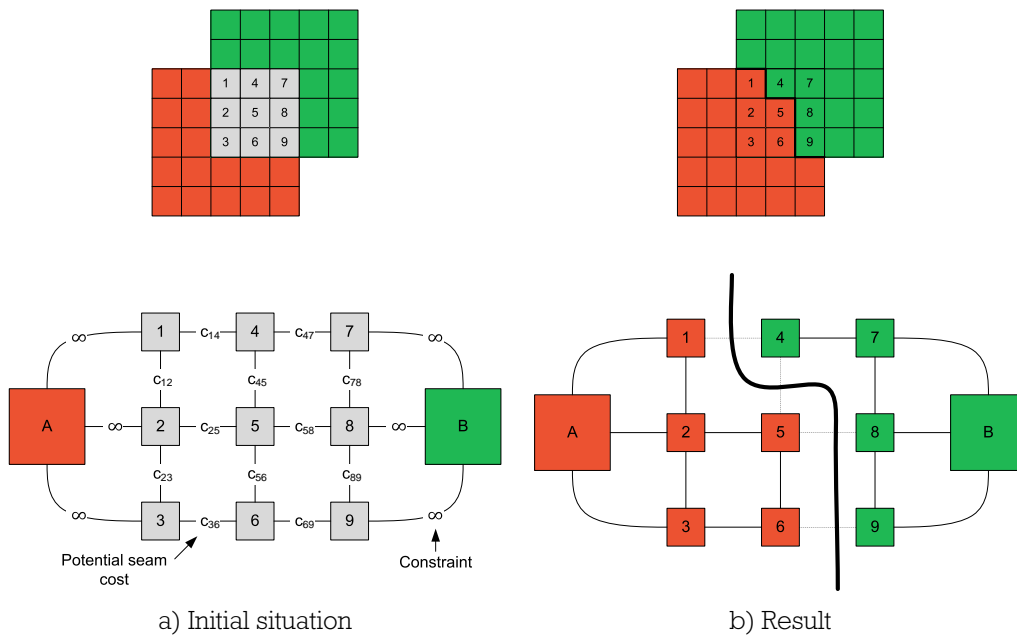 1 4 7
2 5 8
3 6 9
1 4 7
2 5 8
3 6 9
∞ 1 c14 4 c47 7 ∞
c12 c45 c78
A ∞ 2 c25 5 c58 8 ∞ B
c23 c56 c89
∞ 3 c36 6 c69 9 ∞
Potential seam
cost
Constraint
1 4 7
A 2 5 8 B
3 6 9
a) Initial situation
b) Result